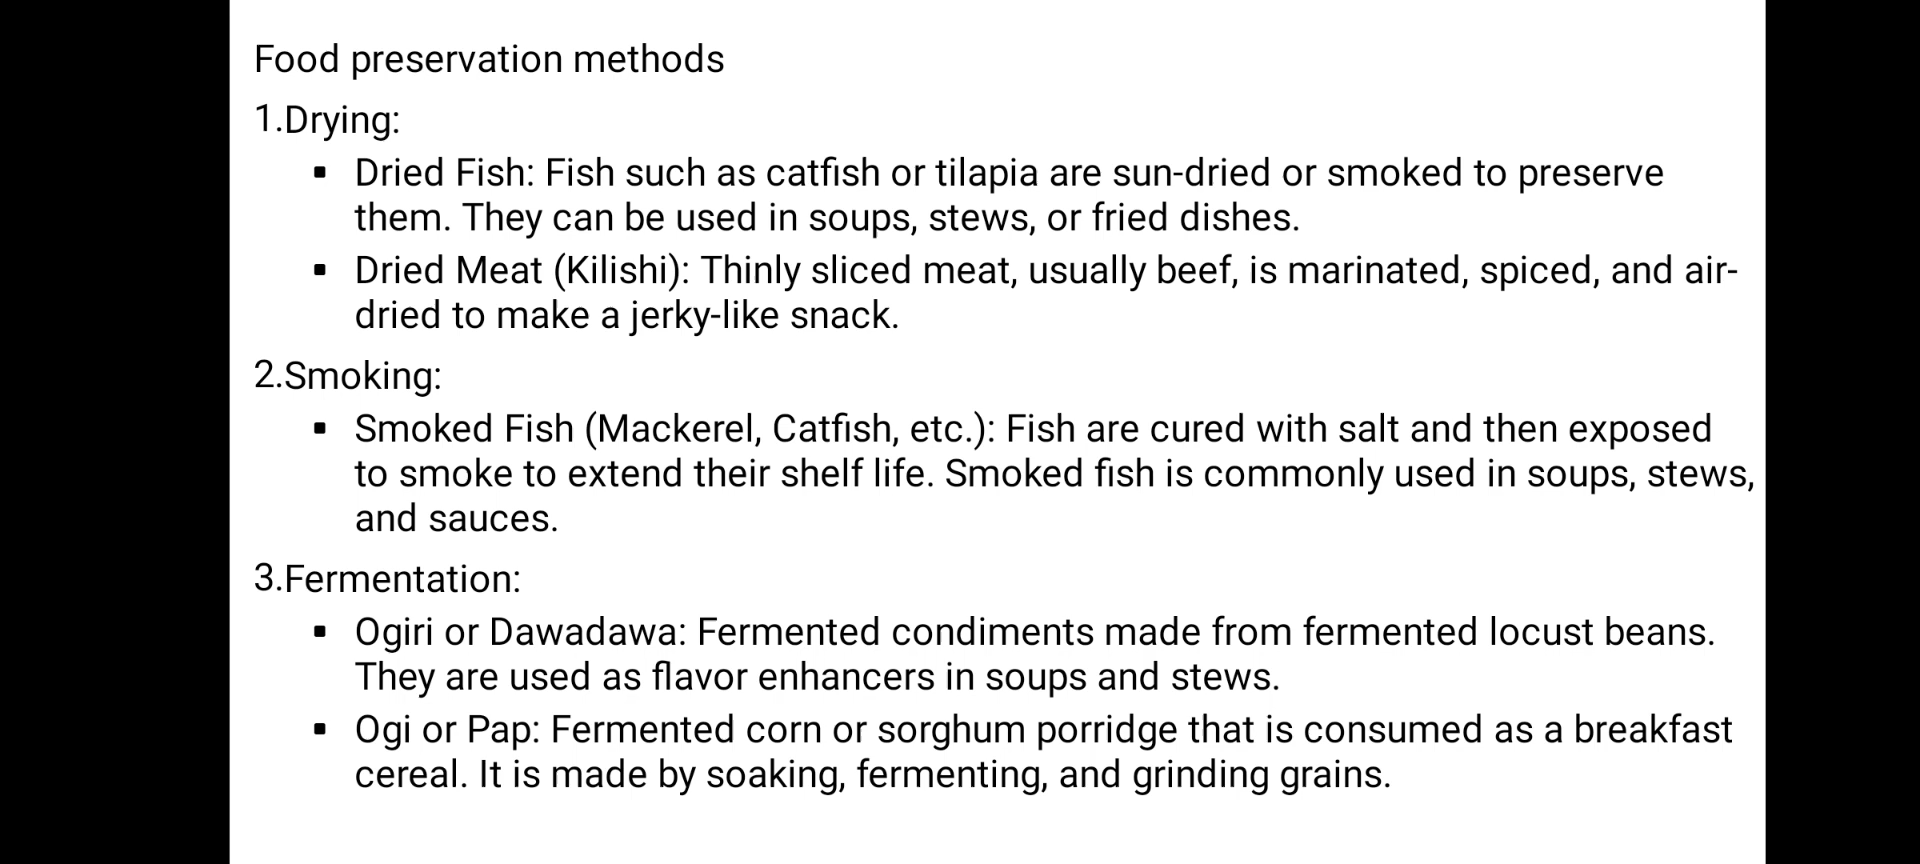 Food preservation methods
1.Drying:
▪ Dried Fish: Fish such as catfish or tilapia are sun-dried or smoked to preserve
them. They can be used in soups, stews, or fried dishes.
▪ Dried Meat (Kilishi): Thinly sliced meat, usually beef, is marinated, spiced, and air-
dried to make a jerky-like snack.
2.Smoking:
▪ Smoked Fish (Mackerel, Catfish, etc.): Fish are cured with salt and then exposed
to smoke to extend their shelf life. Smoked fish is commonly used in soups, stews,
and sauces.
3.Fermentation:
▪ Ogiri or Dawadawa: Fermented condiments made from fermented locust beans.
They are used as flavor enhancers in soups and stews.
▪ Ogi or Pap: Fermented corn or sorghum porridge that is consumed as a breakfast
cereal. It is made by soaking, fermenting, and grinding grains.